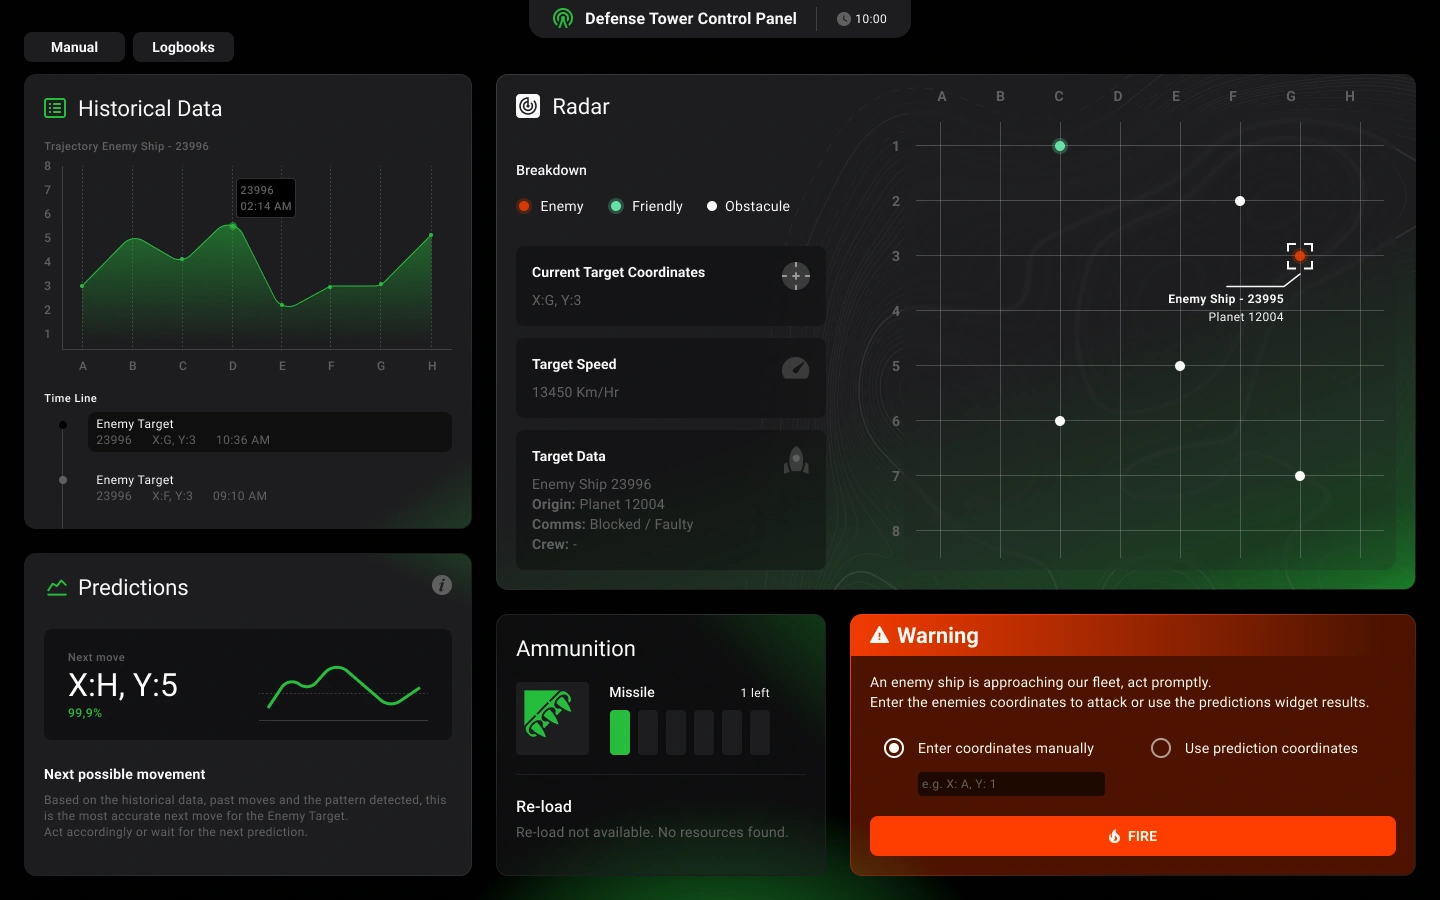 Defense Tower Control Panel
10:00
Manual
Logbooks
Historical Data
Trajectory Enemy Ship - 23996
8
7
6
5
4
3
2
1
23996
02:14 AM
A B C D E F G H
Time Line
Enemy Target
23996 X:G, Y:3 10:36 AM
Enemy Target
23996 X:F, Y:3 09:10 AM
Predictions
i
Next move
X:H, Y:5
99,9%
Next possible movement
Based on the historical data, past moves and the pattern detected, this
is the most accurate next move for the Enemy Target.
Act accordingly or wait for the next prediction.
Radar
Breakdown
Enemy Friendly Obstacule
Current Target Coordinates
X:G, Y:3
Target Speed
13450 Km/Hr
Target Data
Enemy Ship 23996
Origin: Planet 12004
Comms: Blocked / Faulty
Crew: -
A B C D E F G H
1
2
3
Enemy Ship - 23995
4
Planet 12004
5
6
7
8
Ammunition
Missile 1 left
Re-load
Re-load not available. No resources found.
Warning
An enemy ship is approaching our fleet, act promptly.
Enter the enemies coordinates to attack or use the predictions widget results.
Enter coordinates manually Use prediction coordinates
e.g. X: A, Y: 1
FIRE